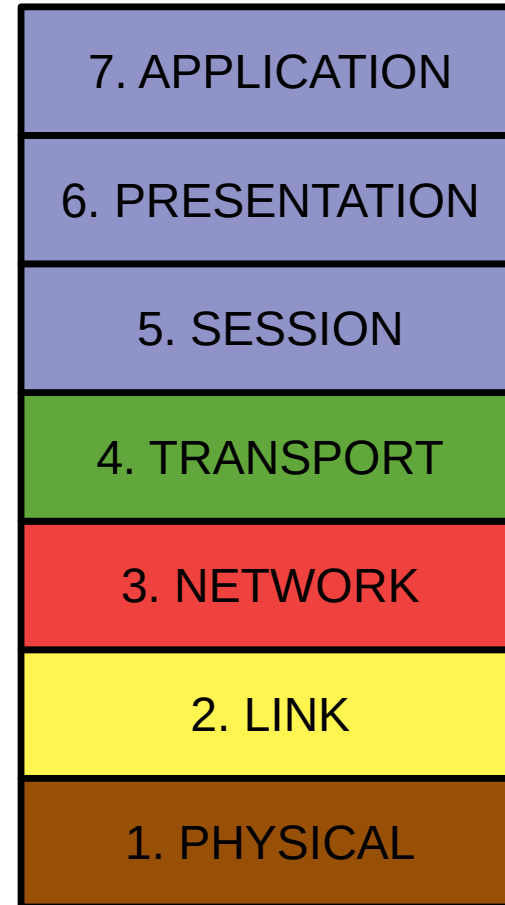 7. APPLICATION
6. PRESENTATION
5. SESSION
4. TRANSPORT
3. NETWORK
2. LINK
1. PHYSICAL